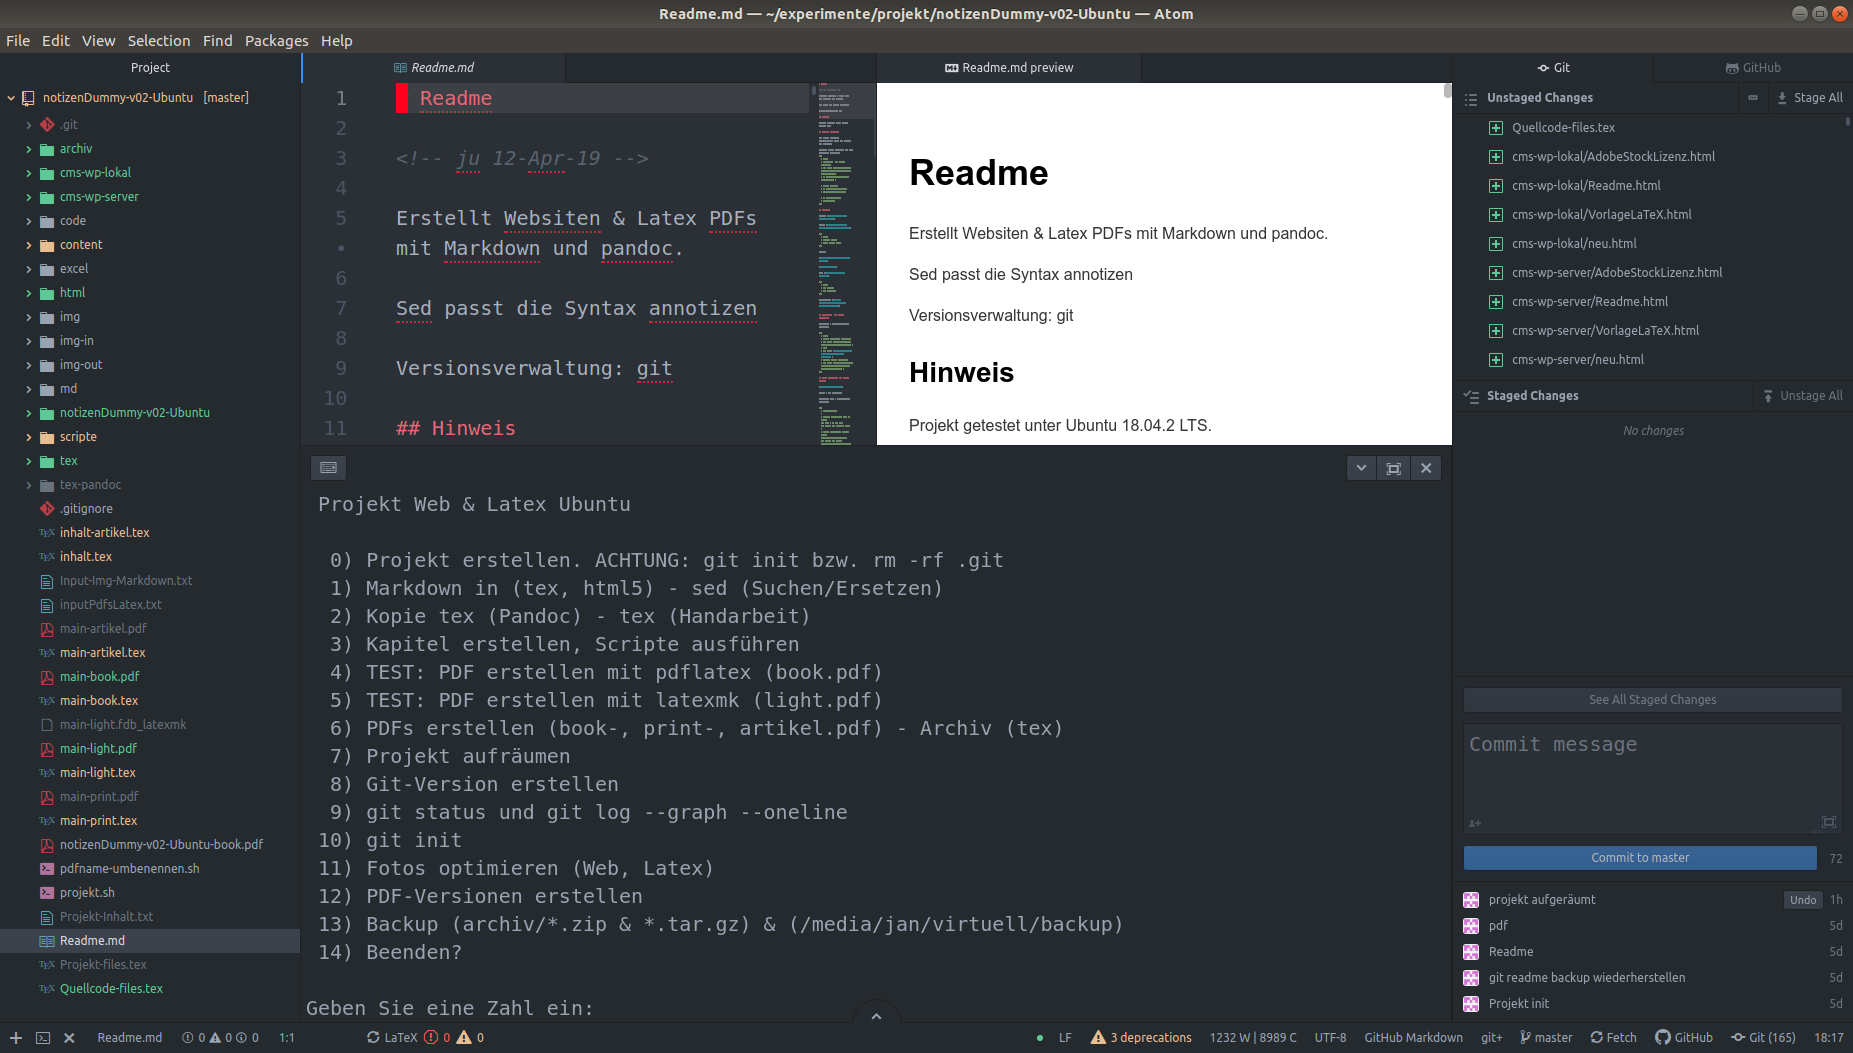 Readme.md — ~/experimente/projekt/notizenDummy-v02-Ubuntu — Atom
File Edit View Selection Find Packages Help
Project
notizenDummy-v02-Ubuntu [master]
.git
archiv
cms-wp-lokal
cms-wp-server
code
content
excel
html
img
img-in
img-out
md
notizenDummy-v02-Ubuntu
scripte
tex
tex-pandoc
.gitignore
inhalt-artikel.tex
inhalt.tex
Input-Img-Markdown.txt
inputPdfsLatex.txt
main-artikel.pdf
main-artikel.tex
main-book.pdf
main-book.tex
main-light.fdb_latexmk
main-light.pdf
main-light.tex
main-print.pdf
main-print.tex
notizenDummy-v02-Ubuntu-book.pdf
pdfname-umbenennen.sh
projekt.sh
Projekt-Inhalt.txt
Readme.md
Projekt-files.tex
Quellcode-files.tex
Readme.md
1 Readme
2
3 <!-- ju 12-Apr-19 -->
4
5 Erstellt Websiten & Latex PDFs
• mit Markdown und pandoc.
6
7 Sed passt die Syntax annotizen
8
9 Versionsverwaltung: git
10
11 ## Hinweis
Readme.md preview
Readme
Erstellt Websiten & Latex PDFs mit Markdown und pandoc.
Sed passt die Syntax annotizen
Versionsverwaltung: git
Hinweis
Projekt getestet unter Ubuntu 18.04.2 LTS.
Projekt Web & Latex Ubuntu
0) Projekt erstellen. ACHTUNG: git init bzw. rm -rf .git
1) Markdown in (tex, html5) - sed (Suchen/Ersetzen)
2) Kopie tex (Pandoc) - tex (Handarbeit)
3) Kapitel erstellen, Scripte ausführen
4) TEST: PDF erstellen mit pdflatex (book.pdf)
5) TEST: PDF erstellen mit latexmk (light.pdf)
6) PDFs erstellen (book-, print-, artikel.pdf) - Archiv (tex)
7) Projekt aufräumen
8) Git-Version erstellen
9) git status und git log --graph --oneline
10) git init
11) Fotos optimieren (Web, Latex)
12) PDF-Versionen erstellen
13) Backup (archiv/*.zip & *.tar.gz) & (/media/jan/virtuell/backup)
14) Beenden?
Geben Sie eine Zahl ein:
Git GitHub
Unstaged Changes Stage All
Quellcode-files.tex
cms-wp-lokal/AdobeStockLizenz.html
cms-wp-lokal/Readme.html
cms-wp-lokal/VorlageLaTeX.html
cms-wp-lokal/neu.html
cms-wp-server/AdobeStockLizenz.html
cms-wp-server/Readme.html
cms-wp-server/VorlageLaTeX.html
cms-wp-server/neu.html
Staged Changes Unstage All
No changes
See All Staged Changes
Commit message
Commit to master 72
projekt aufgeräumt Undo 1h
pdf 5d
Readme 5d
git readme backup wiederherstellen 5d
Projekt init 5d
Readme.md 0 0 0 1:1 LaTeX 0 0 LF 3 deprecations 1232 W | 8989 C UTF-8 GitHub Markdown git+ master Fetch GitHub Git (165) 18:17